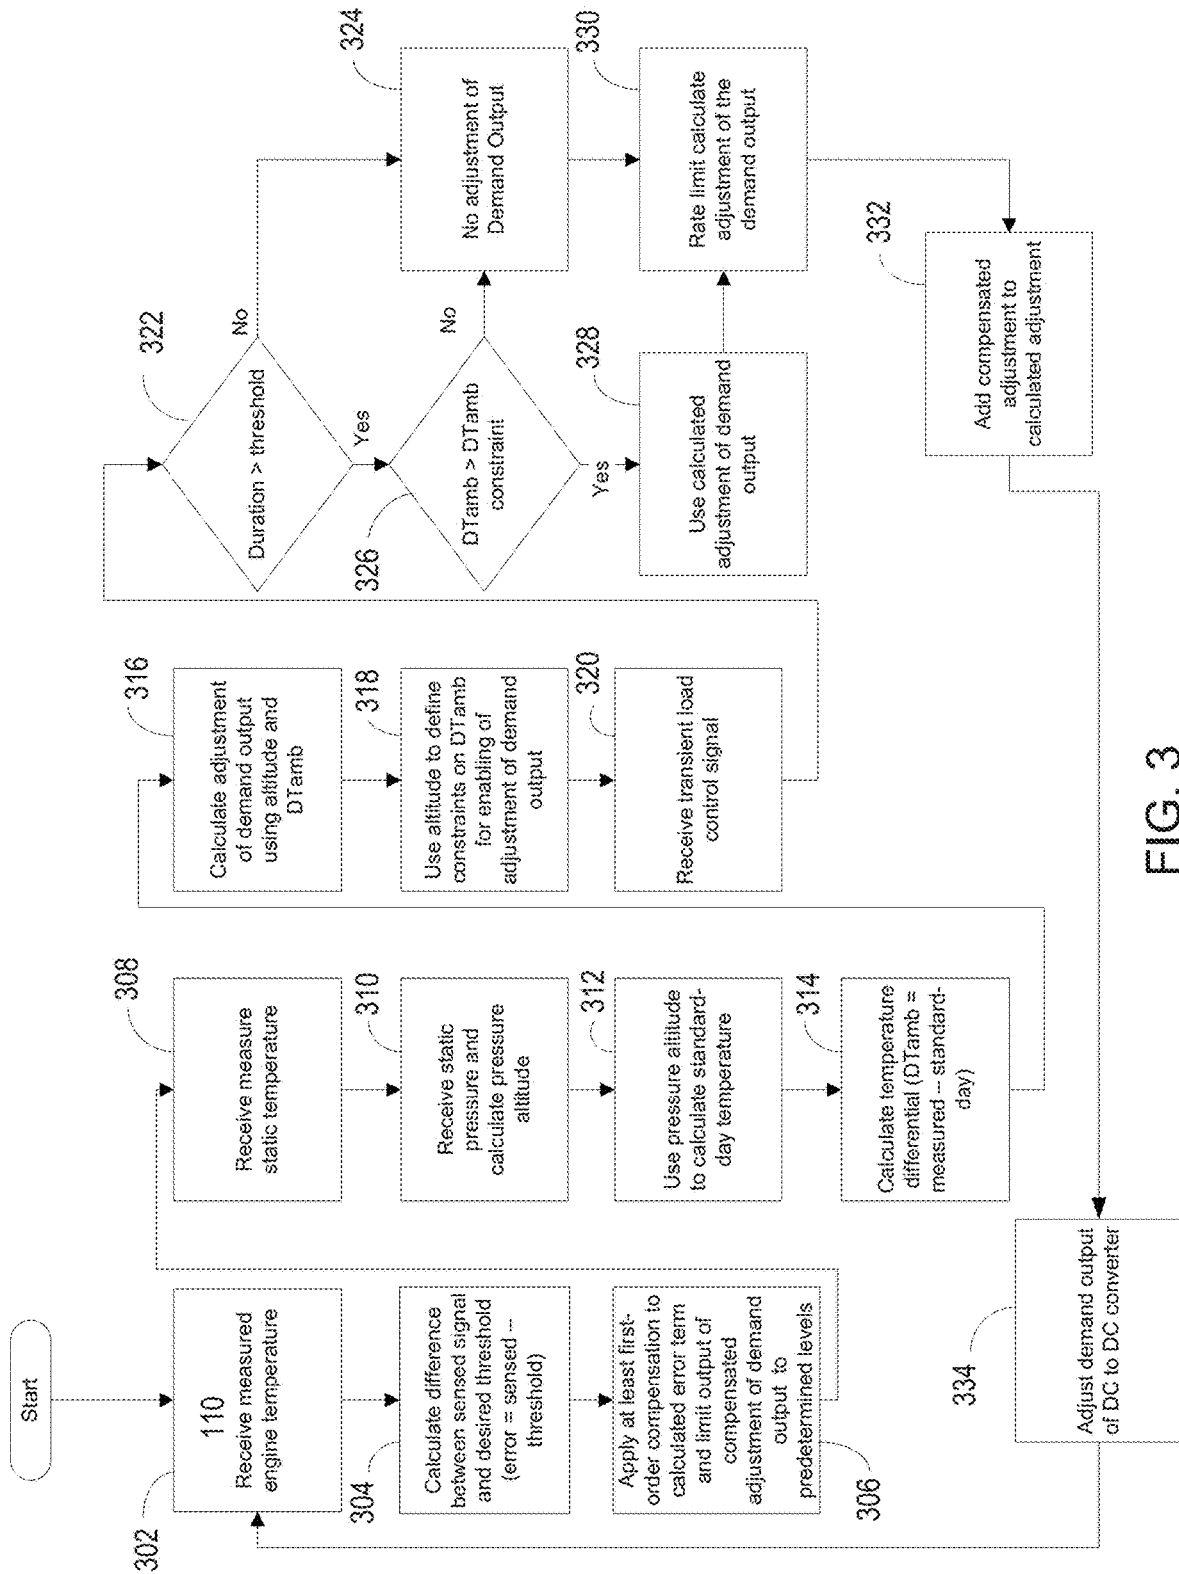 Start
302
110
Receive measured
engine temperature
304
Calculate difference
between sensed signal
and desired threshold
(error = sensed --
threshold)
306
Apply at least first-
order compensation to
calculated error term
and limit output of
compensated
adjustment of demand
output to
predetermined levels
308
Receive measure
static temperature
310
Receive static
pressure and
calculate pressure
altitude
312
Use pressure altitude
to calculate standard-
day temperature
314
Calculate temperature
differential (DTamb =
measured -- standard-
day)
316
Calculate adjustment
of demand output
using altitude and
DTamb
318
Use altitude to define
constraints on DTamb
for enabling of
adjustment of demand
output
320
Receive transient load
control signal
322
Duration > threshold
No
Yes
324
No adjustment of
Demand Output
326
DTamb > DTamb
constraint
No
Yes
328
Use calculated
adjustment of demand
output
330
Rate limit calculate
adjustment of the
demand output
332
Add compensated
adjustment to
calculated adjustment
334
Adjust demand output
of DC to DC converter
FIG. 3